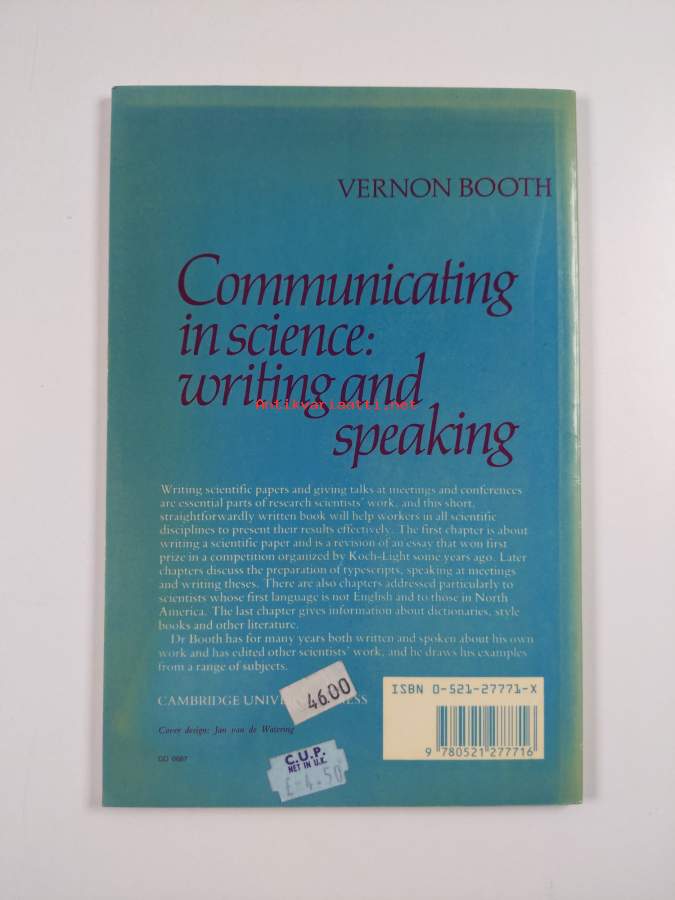 VERNON BOOTH
Communicating
in science:
writing and
Antikvariaatti.net
speaking
Writing scientific papers and giving talks at meetings and conferences
are essential parts of research scientists' work, and this short,
straightforwardly written book will help workers in all scientific
disciplines to present their results effectively. The first chapter is about
writing a scientific paper and is a revision of an essay that won first
prize in a competition organized by Koch-Light some years ago. Later
chapters discuss the preparation of typescripts, speaking at meetings
and writing theses. There are also chapters addressed particularly to
scientists whose first language is not English and to those in North
America. The last chapter gives information about dictionaries, style
books and other literature.
Dr Booth has for many years both written and spoken about his own
work and has edited other scientists' work, and he draws his examples
from a range of subjects.
46.00
ISBN 0-521-27771-X
CAMBRIDGE
Cover design: Jan van de Watering
9 780521 277716
C.U.P.
NET IN U.K.
£4.50